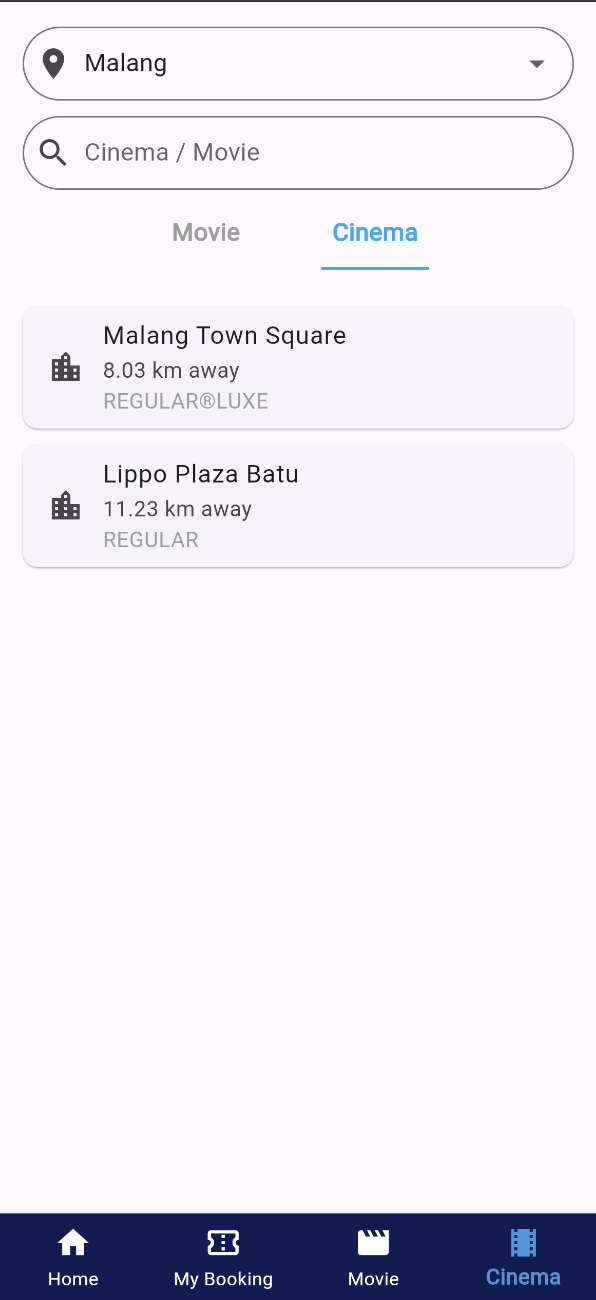 Malang
Cinema / Movie
Movie
Cinema
Malang Town Square
8.03 km away
REGULAR®LUXE
Lippo Plaza Batu
11.23 km away
REGULAR
Home
My Booking
Movie
Cinema